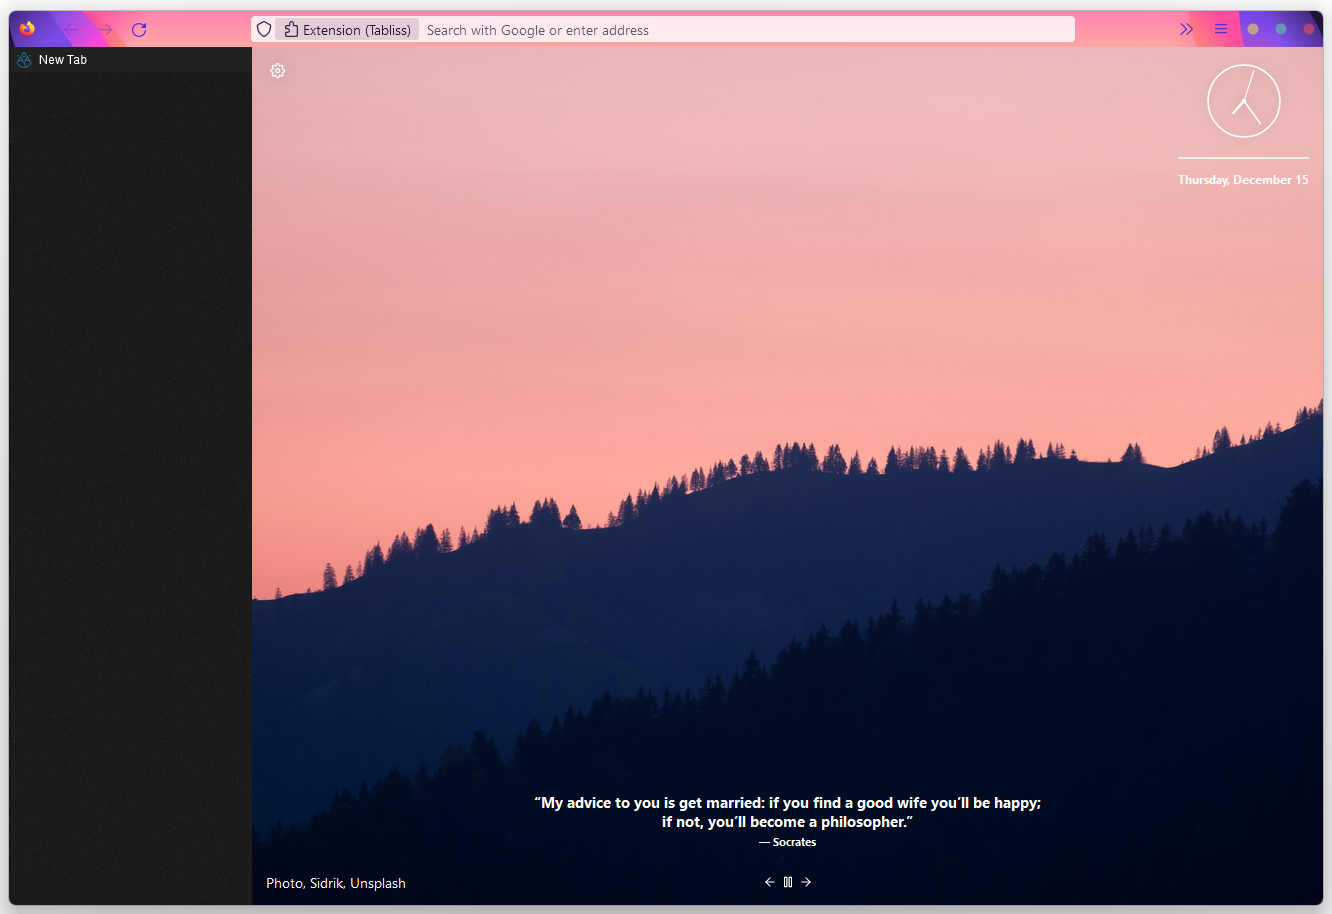 Extension (Tabliss) Search with Google or enter address
New Tab
Thursday, December 15
“My advice to you is get married: if you find a good wife you’ll be happy;
if not, you’ll become a philosopher.”
— Socrates
Photo, Sidrik, Unsplash